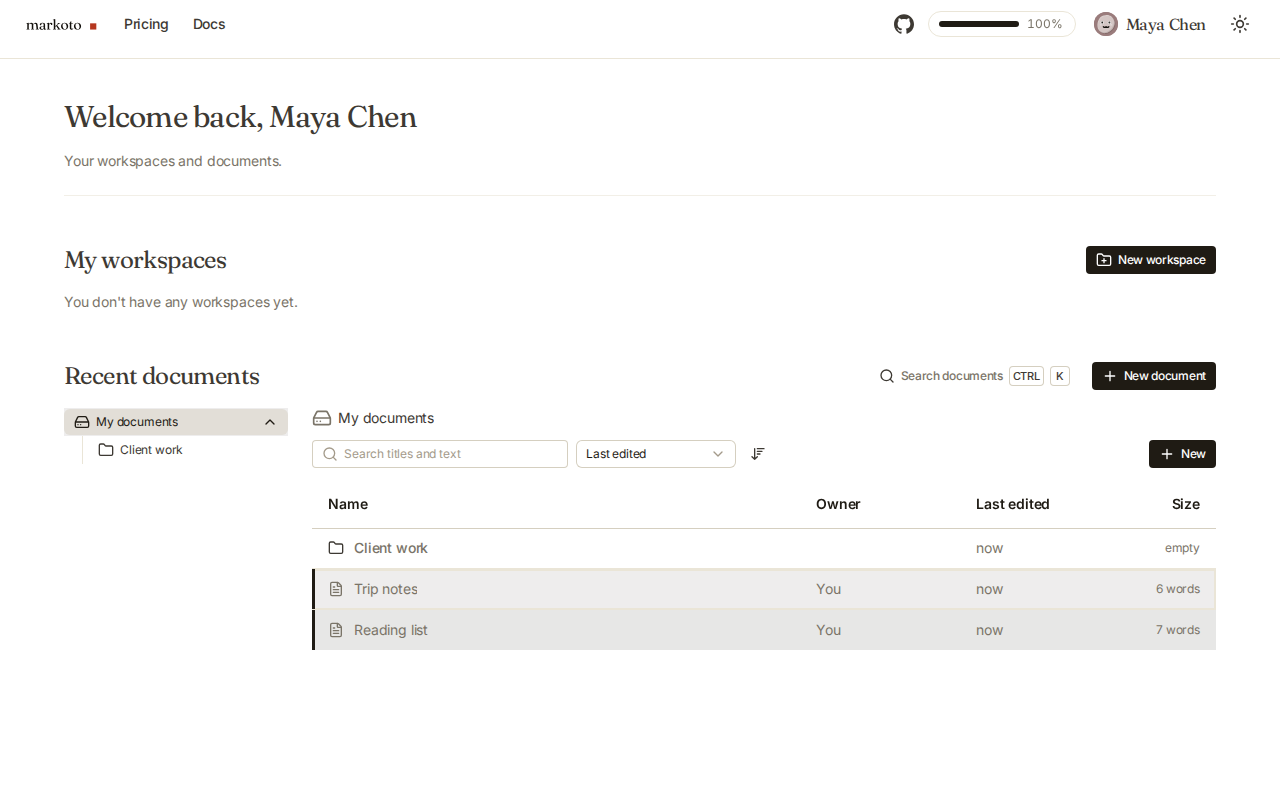 markoto Pricing Docs 100% Maya Chen
Welcome back, Maya Chen
Your workspaces and documents.
My workspaces New workspace
You don't have any workspaces yet.
Recent documents Search documents CTRL K New document
My documents
Client work
My documents
Search titles and text Last edited New
Name Owner Last edited Size
Client work now empty
Trip notes You now 6 words
Reading list You now 7 words